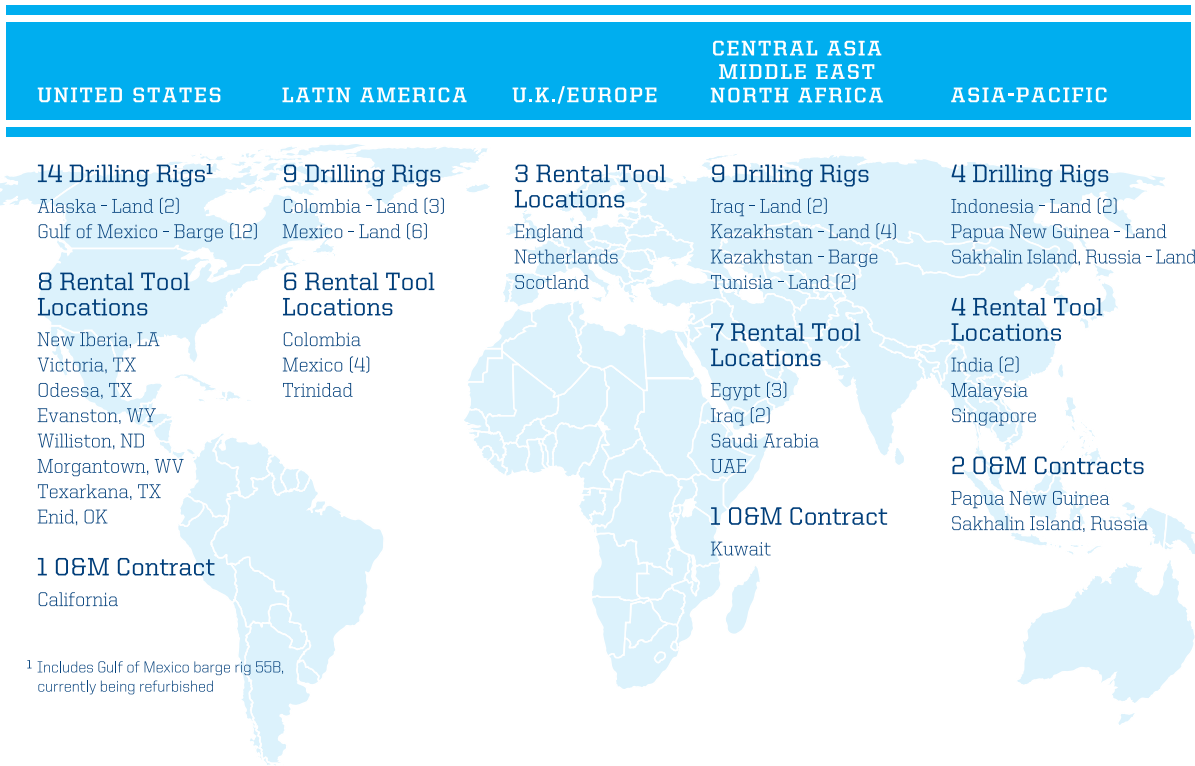 UNITED STATES
14 Drilling Rigs¹
Alaska - Land (2)
Gulf of Mexico - Barge (12)
8 Rental Tool
Locations
New Iberia, LA
Victoria, TX
Odessa, TX
Evanston, WY
Williston, ND
Morgantown, WV
Texarkana, TX
Enid, OK
1 O&M Contract
California
LATIN AMERICA
9 Drilling Rigs
Colombia - Land (3)
Mexico - Land (6)
6 Rental Tool
Locations
Colombia
Mexico (4)
Trinidad
U.K./EUROPE
3 Rental Tool
Locations
England
Netherlands
Scotland
CENTRAL ASIA
MIDDLE EAST
NORTH AFRICA
9 Drilling Rigs
Iraq - Land (2)
Kazakhstan - Land (4)
Kazakhstan - Barge
Tunisia - Land (2)
7 Rental Tool
Locations
Egypt (3)
Iraq (2)
Saudi Arabia
UAE
1 O&M Contract
Kuwait
ASIA-PACIFIC
4 Drilling Rigs
Indonesia - Land (2)
Papua New Guinea - Land
Sakhalin Island, Russia - Land
4 Rental Tool
Locations
India (2)
Malaysia
Singapore
2 O&M Contracts
Papua New Guinea
Sakhalin Island, Russia
¹ Includes Gulf of Mexico barge rig 55B,
currently being refurbished